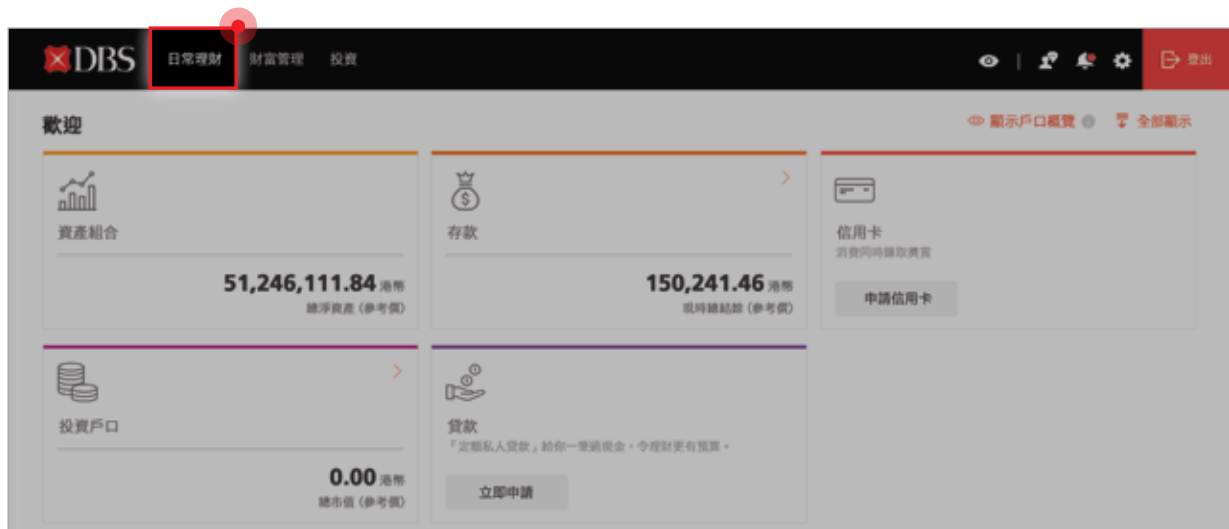 DBS 日常理財 財富管理 投資 登出
歡迎
顯示戶口概覽 全部顯示
資產組合
51,246,111.84 港幣
總淨資產 (參考價)
存款
150,241.46 港幣
現時總結餘 (參考價)
信用卡
消費同時賺取獎賞
申請信用卡
投資戶口
0.00 港幣
總市值 (參考價)
貸款
「定額私人貸款」給你一筆過現金，令理財更有預算。
立即申請